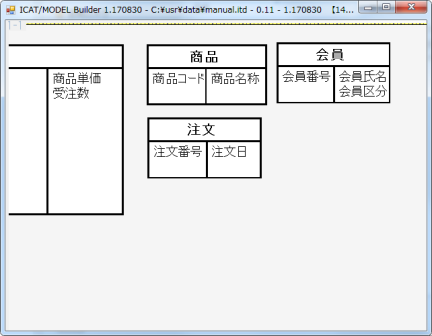 ICAT/MODEL Builder 1.170830 - C:¥usr¥data¥manual.itd - 0.11 - 1.170830 【14...
商品単価
受注数
商品
商品コード 商品名称
会員
会員番号 会員氏名
会員区分
注文
注文番号 注文日